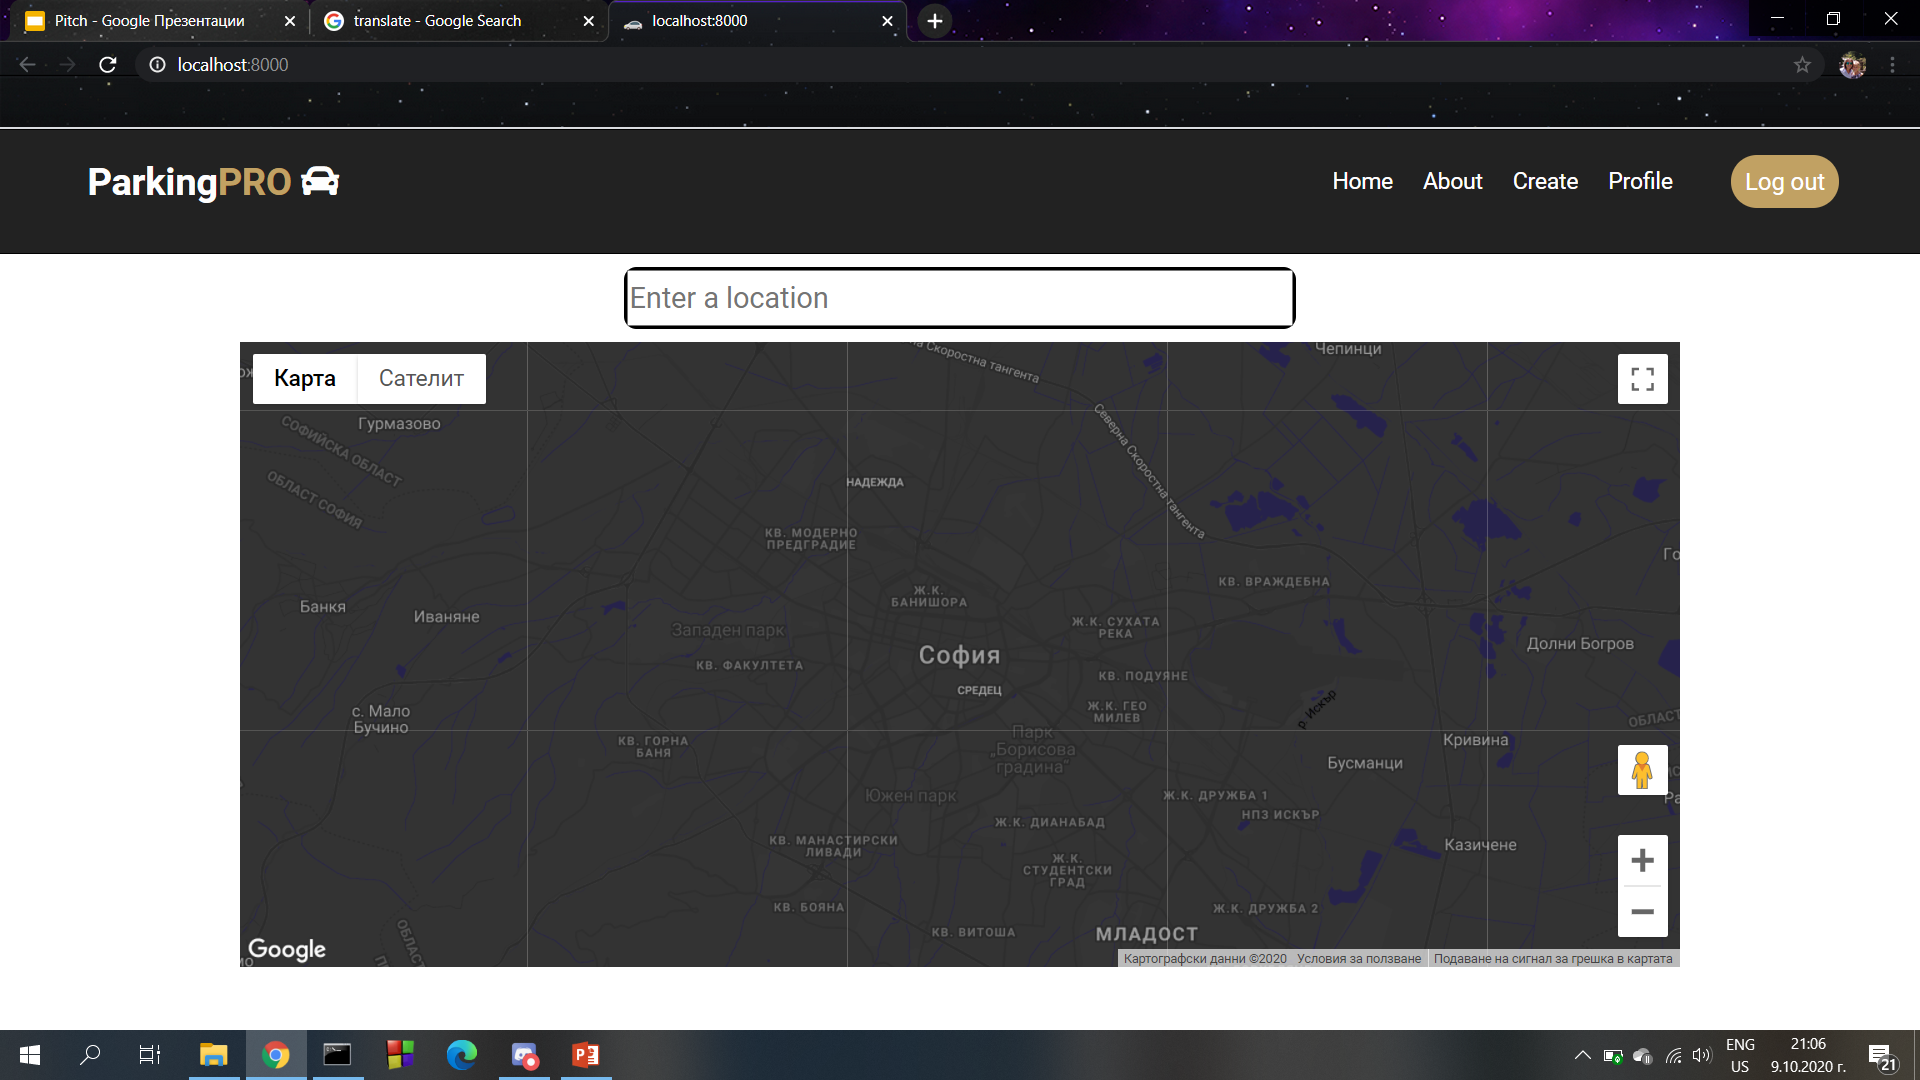 Pitch - Google Презентации
translate - Google Search
localhost:8000
localhost:8000
ParkingPRO
Home
About
Create
Profile
Log out
Enter a location
Карта
Сателит
на Скоростна тангента
Чепинци
Гурмазово
СОФИЙСКА ОБЛАСТ
ОБЛАСТ СОФИЯ
Северна Скоростна тангента
НАДЕЖДА
КВ. МОДЕРНО
ПРЕДГРАДИЕ
КВ. ВРАЖДЕБНА
Ж.К.
БАНИШОРА
Банкя
Иваняне
Западен парк
Ж.К. СУХАТА
РЕКА
Долни Богров
София
КВ. ФАКУЛТЕТА
КВ. ПОДУЯНЕ
СРЕДЕЦ
р. Искър
с. Мало
Бучино
Ж.К. ГЕО
МИЛЕВ
ОБЛАСТ
КВ. ГОРНА
БАНЯ
Парк
„Борисова
градина“
Кривина
Бусманци
Южен парк
Ж.К. ДРУЖБА 1
НПЗ ИСКЪР
Ж.К. ДИАНАБАД
КВ. МАНАСТИРСКИ
ЛИВАДИ
Казичене
Ж.К.
СТУДЕНТСКИ
ГРАД
КВ. БОЯНА
Ж.К. ДРУЖБА 2
КВ. ВИТОША
МЛАДОСТ
ОБЛАСТ
Google
Картографски данни ©2020
Условия за ползване
Подаване на сигнал за грешка в картата
ENG
US
21:06
9.10.2020 г.
21